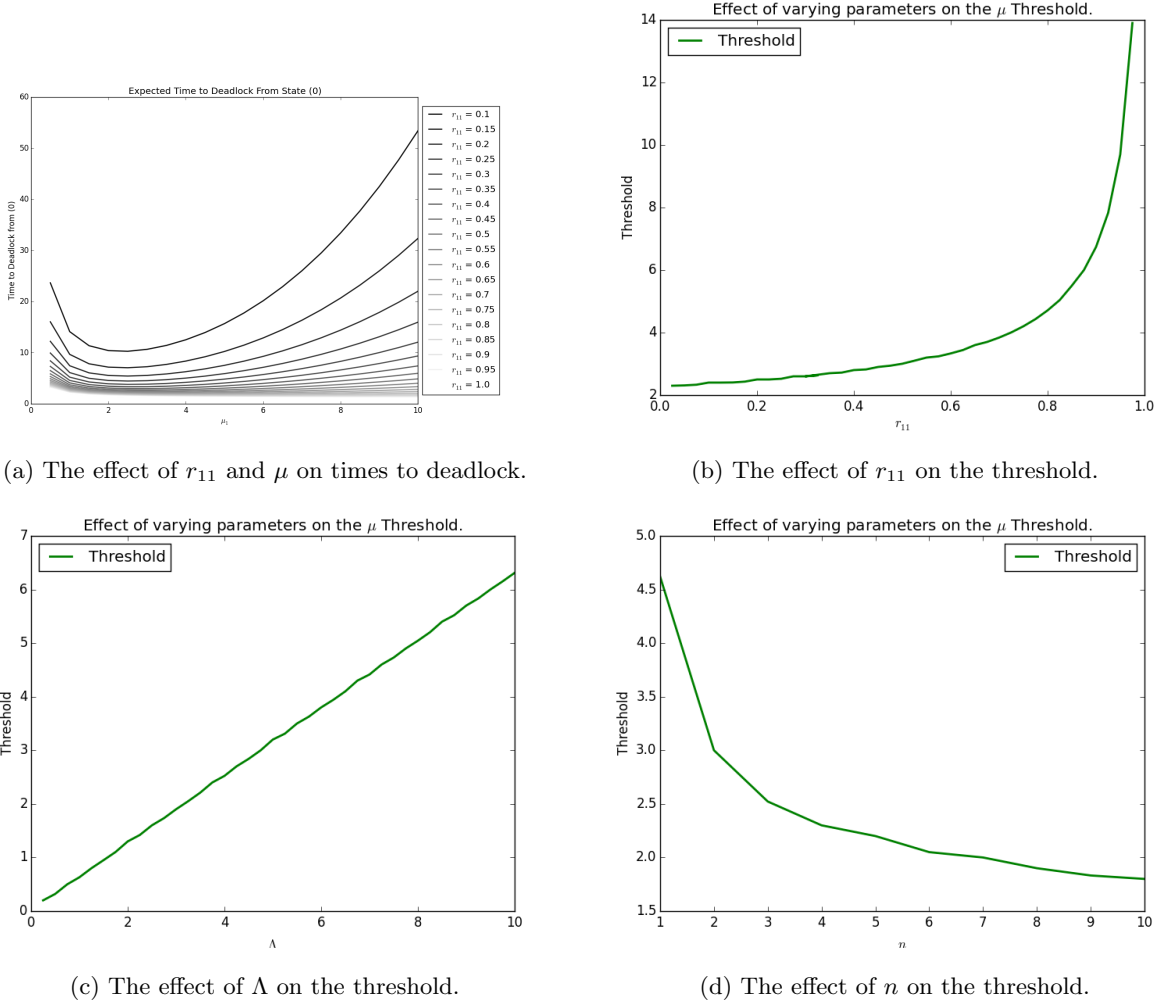 Expected Time to Deadlock From State (0)
60
50
40
30
20
10
0
Time to Deadlock from (0)
0 2 4 6 8 10
μ₁
r₁₁ = 0.1
r₁₁ = 0.15
r₁₁ = 0.2
r₁₁ = 0.25
r₁₁ = 0.3
r₁₁ = 0.35
r₁₁ = 0.4
r₁₁ = 0.45
r₁₁ = 0.5
r₁₁ = 0.55
r₁₁ = 0.6
r₁₁ = 0.65
r₁₁ = 0.7
r₁₁ = 0.75
r₁₁ = 0.8
r₁₁ = 0.85
r₁₁ = 0.9
r₁₁ = 0.95
r₁₁ = 1.0
(a) The effect of r₁₁ and μ on times to deadlock.
Effect of varying parameters on the μ Threshold.
Threshold
14
12
10
8
6
4
2
Threshold
0.0 0.2 0.4 0.6 0.8 1.0
r₁₁
(b) The effect of r₁₁ on the threshold.
Effect of varying parameters on the μ Threshold.
Threshold
7
6
5
4
3
2
1
0
Threshold
0 2 4 6 8 10
Λ
(c) The effect of Λ on the threshold.
Effect of varying parameters on the μ Threshold.
Threshold
5.0
4.5
4.0
3.5
3.0
2.5
2.0
1.5
Threshold
1 2 3 4 5 6 7 8 9 10
n
(d) The effect of n on the threshold.